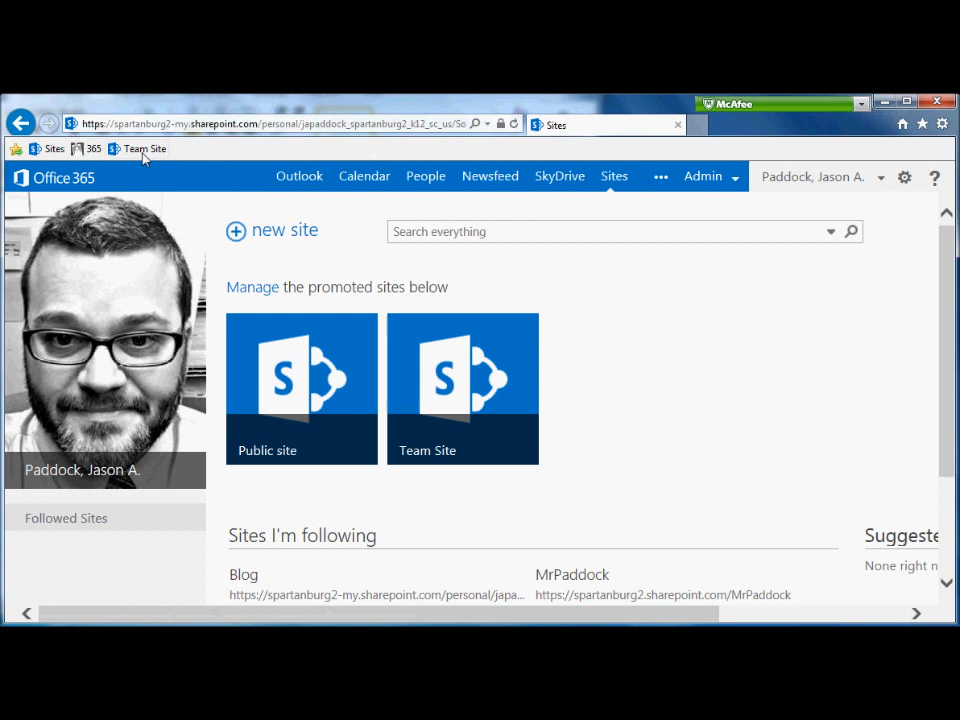 McAfee
https://spartanburg2-my.sharepoint.com/personal/japaddock_spartanburg2_k12_sc_us/So
Sites
Sites 365 Team Site
Office 365 Outlook Calendar People Newsfeed SkyDrive Sites ••• Admin Paddock, Jason A. ?
new site
Search everything
Manage the promoted sites below
S
S
Public site
Team Site
Paddock, Jason A.
Followed Sites
Sites I'm following
Suggeste
Blog
MrPaddock
None right n
https://spartanburg2-my.sharepoint.com/personal/japa...
https://spartanburg2.sharepoint.com/MrPaddock